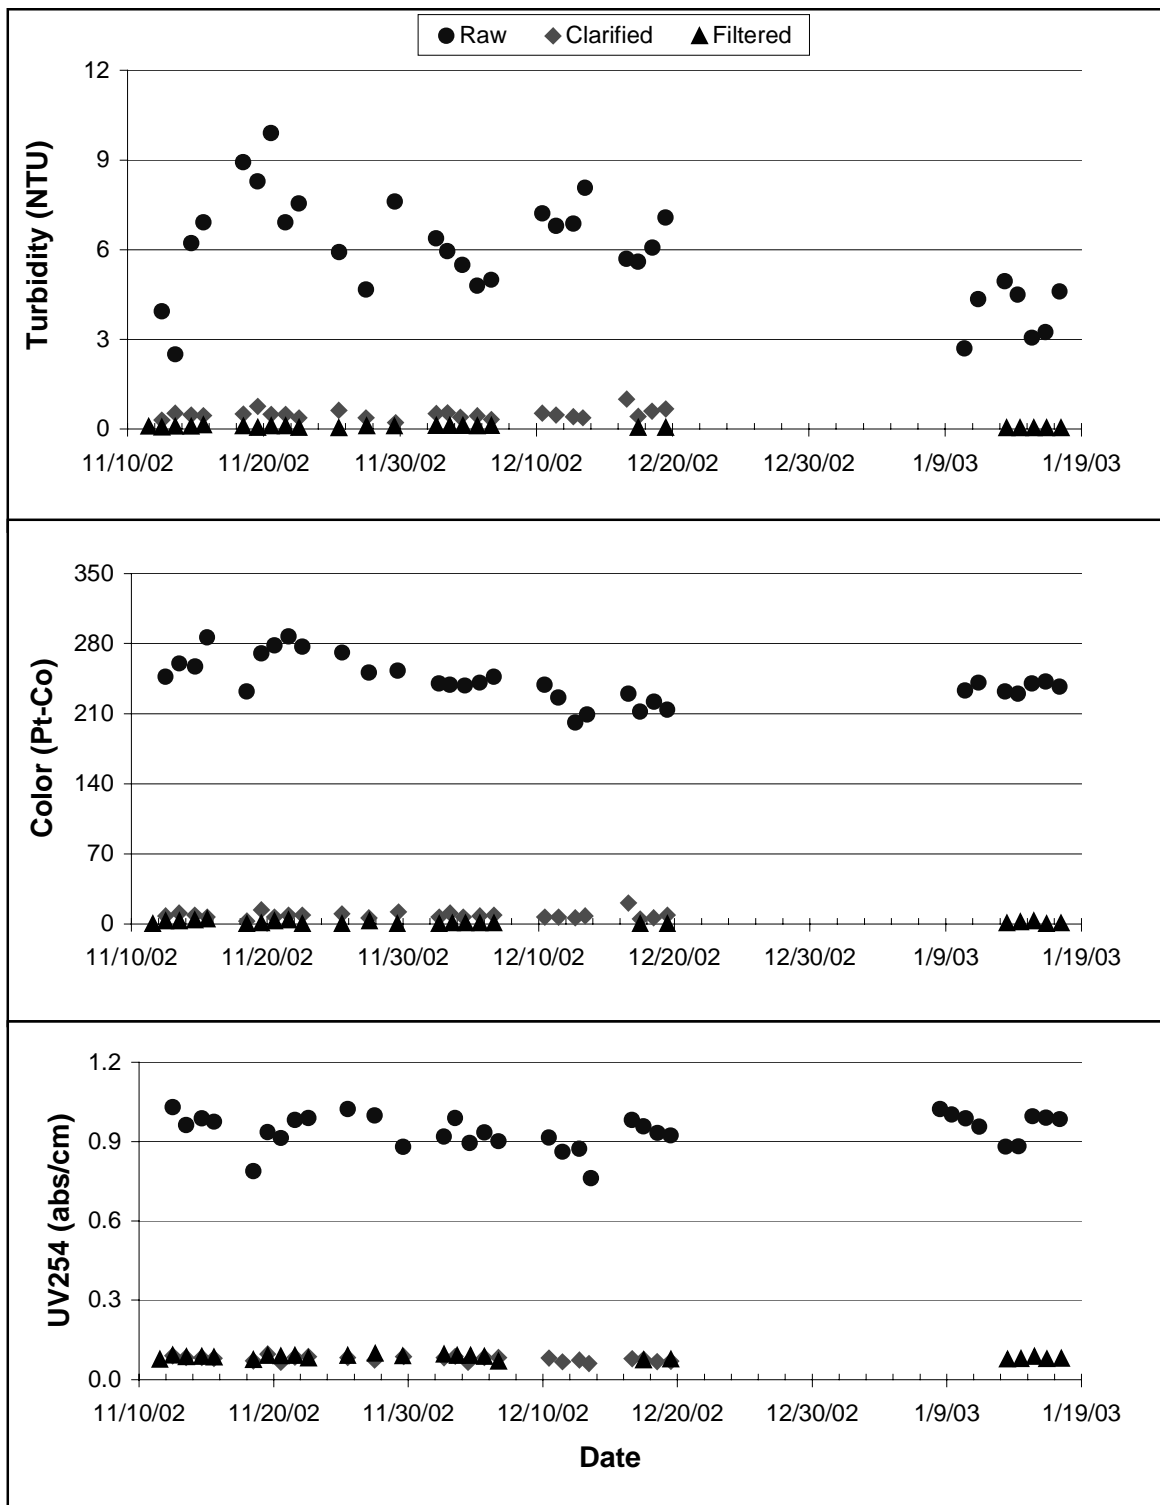 Raw Clarified Filtered
Turbidity (NTU)
12
9
6
3
0
11/10/02 11/20/02 11/30/02 12/10/02 12/20/02 12/30/02 1/9/03 1/19/03
Color (Pt-Co)
350
280
210
140
70
0
11/10/02 11/20/02 11/30/02 12/10/02 12/20/02 12/30/02 1/9/03 1/19/03
UV254 (abs/cm)
1.2
0.9
0.6
0.3
0.0
11/10/02 11/20/02 11/30/02 12/10/02 12/20/02 12/30/02 1/9/03 1/19/03
Date